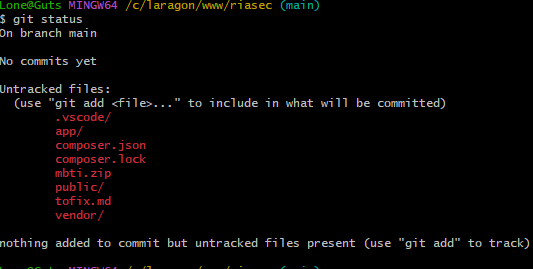 Lone@Guts MINGW64 /c/laragon/www/riasec (main)
$ git status
On branch main
No commits yet
Untracked files:
(use "git add <file>..." to include in what will be committed)
.vscode/
app/
composer.json
composer.lock
mbti.zip
public/
tofix.md
vendor/
nothing added to commit but untracked files present (use "git add" to track)